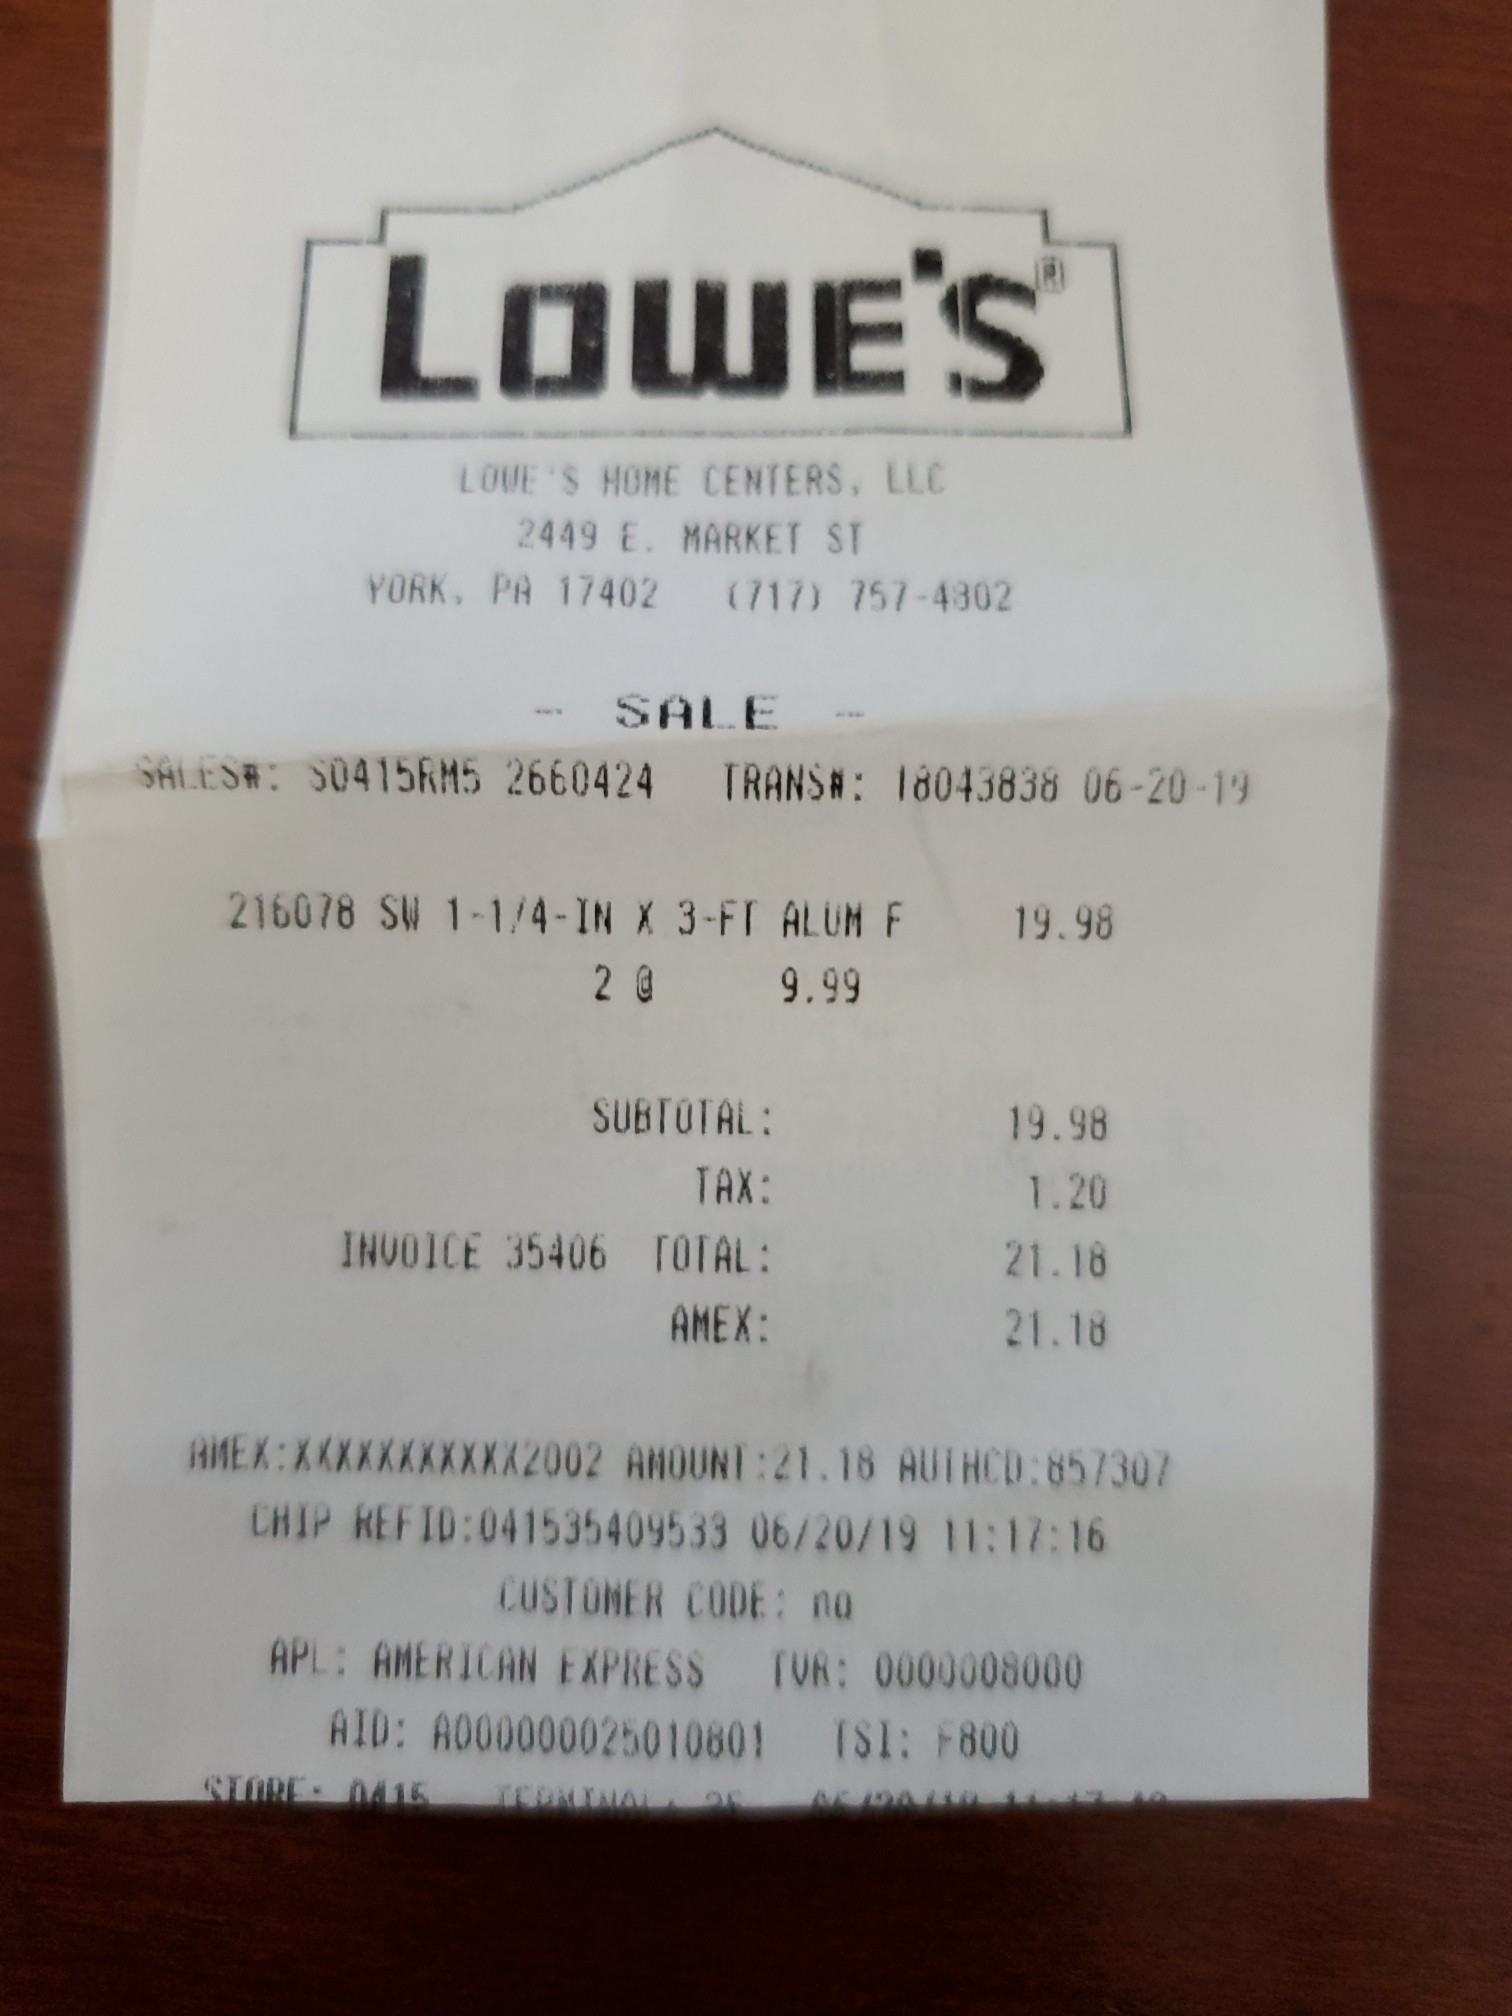 LOWE'S®
LOWE'S HOME CENTERS, LLC
2449 E. MARKET ST
YORK, PA 17402 (717) 757-4802
- SALE -
SALES#: S0415RM5 2660424 TRANS#: 18043838 06-20-19
216078 SW 1-1/4-IN X 3-FT ALUM F 19.98
2 @ 9.99
SUBTOTAL: 19.98
TAX: 1.20
INVOICE 35406 TOTAL: 21.18
AMEX: 21.18
AMEX:XXXXXXXXXXX2002 AMOUNT:21.18 AUTHCD:857307
CHIP REFID:041535409533 06/20/19 11:17:16
CUSTOMER CODE: na
APL: AMERICAN EXPRESS TVR: 0000008000
AID: A000000025010801 TSI: F800
STORE: 0415 TERMINAL: